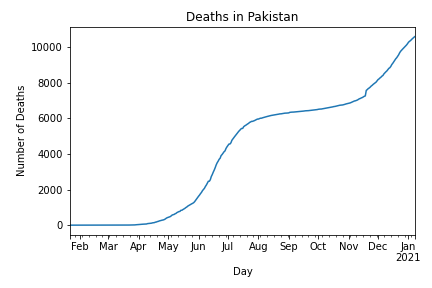 Deaths in Pakistan
Number of Deaths
10000
8000
6000
4000
2000
0
Feb Mar Apr May Jun Jul Aug Sep Oct Nov Dec Jan
2021
Day